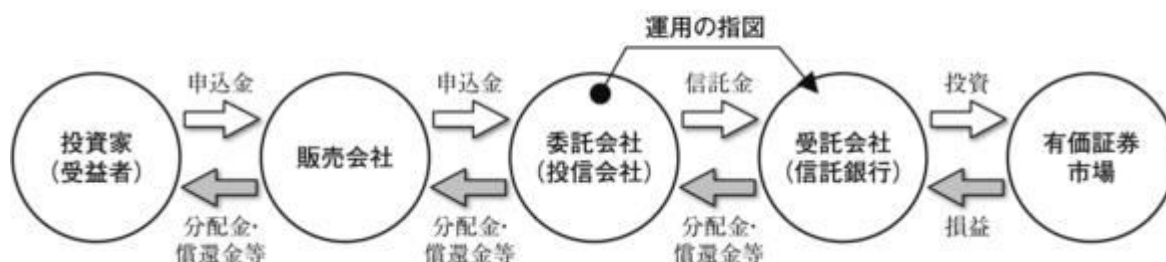 運用の指図
申込金
申込金
信託金
投資
投資家
(受益者)
販売会社
委託会社
(投信会社)
受託会社
(信託銀行)
有価証券
市場
分配金・
償還金等
分配金・
償還金等
分配金・
償還金等
損益